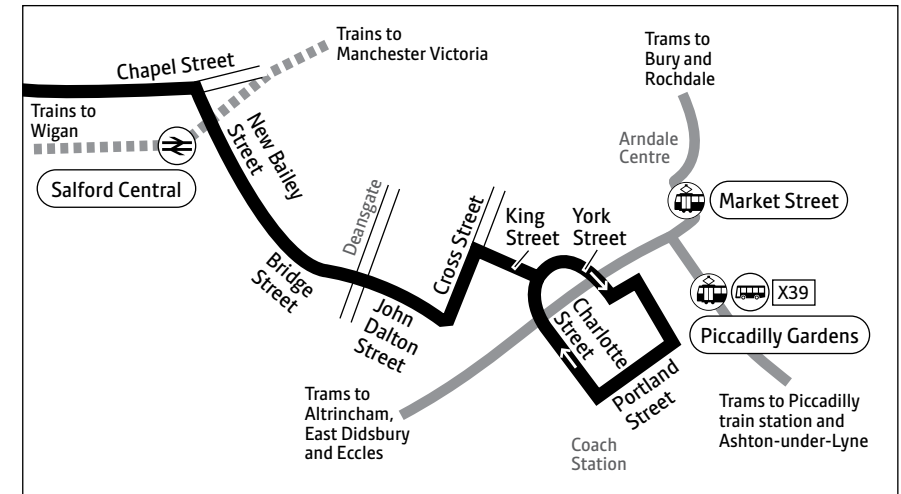 Trains to
Manchester Victoria
Chapel Street
Trams to
Bury and
Rochdale
Trains to
Wigan
New Bailey
Street
Arndale
Centre
Salford Central
Deansgate
Cross Street
King
Street
York
Street
Market Street
Bridge
Street
X39
John
Dalton
Street
Charlotte
Street
Piccadilly Gardens
Portland
Street
Trams to
Altrincham,
East Didsbury
and Eccles
Trams to Piccadilly
train station and
Ashton-under-Lyne
Coach
Station